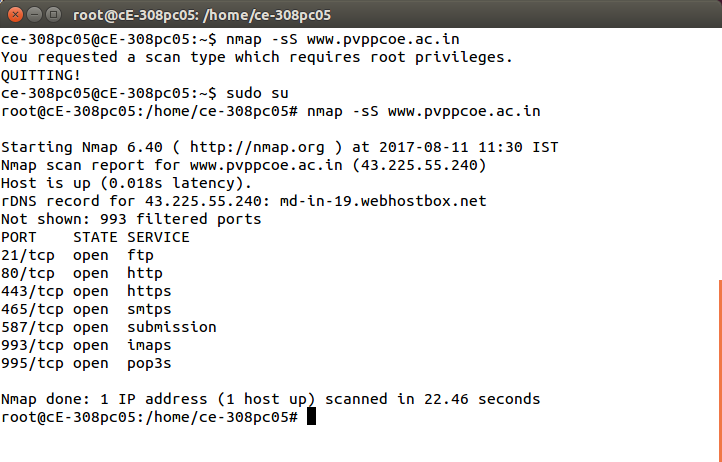 root@cE-308pc05: /home/ce-308pc05
ce-308pc05@cE-308pc05:~$ nmap -sS www.pvppcoe.ac.in
You requested a scan type which requires root privileges.
QUITTING!
ce-308pc05@cE-308pc05:~$ sudo su
root@cE-308pc05:/home/ce-308pc05# nmap -sS www.pvppcoe.ac.in

Starting Nmap 6.40 ( http://nmap.org ) at 2017-08-11 11:30 IST
Nmap scan report for www.pvppcoe.ac.in (43.225.55.240)
Host is up (0.018s latency).
rDNS record for 43.225.55.240: md-in-19.webhostbox.net
Not shown: 993 filtered ports
PORT    STATE SERVICE
21/tcp  open  ftp
80/tcp  open  http
443/tcp open  https
465/tcp open  smtps
587/tcp open  submission
993/tcp open  imaps
995/tcp open  pop3s

Nmap done: 1 IP address (1 host up) scanned in 22.46 seconds
root@cE-308pc05:/home/ce-308pc05#